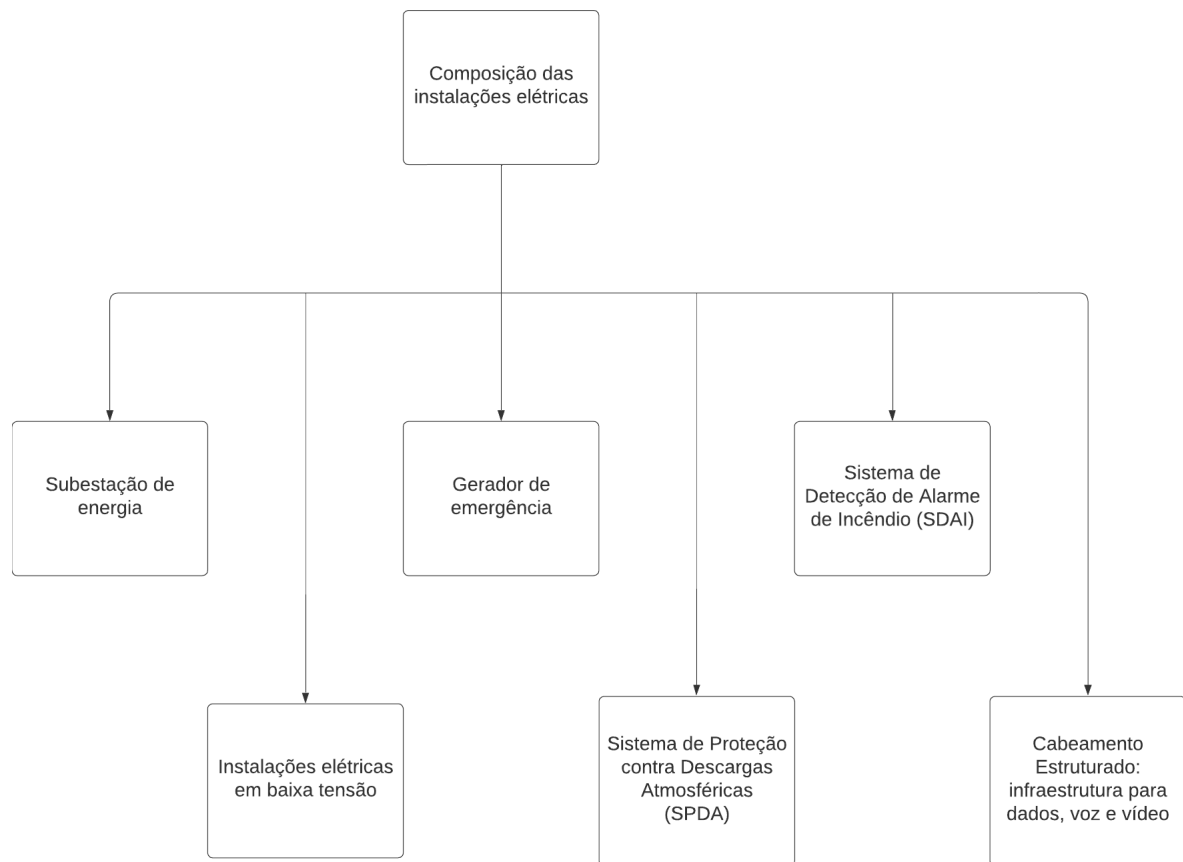 Composição das
instalações elétricas
Subestação de
energia
Gerador de
emergência
Sistema de
Detecção de Alarme
de Incêndio (SDAI)
Instalações elétricas
em baixa tensão
Sistema de Proteção
contra Descargas
Atmosféricas
(SPDA)
Cabeamento
Estruturado:
infraestrutura para
dados, voz e vídeo